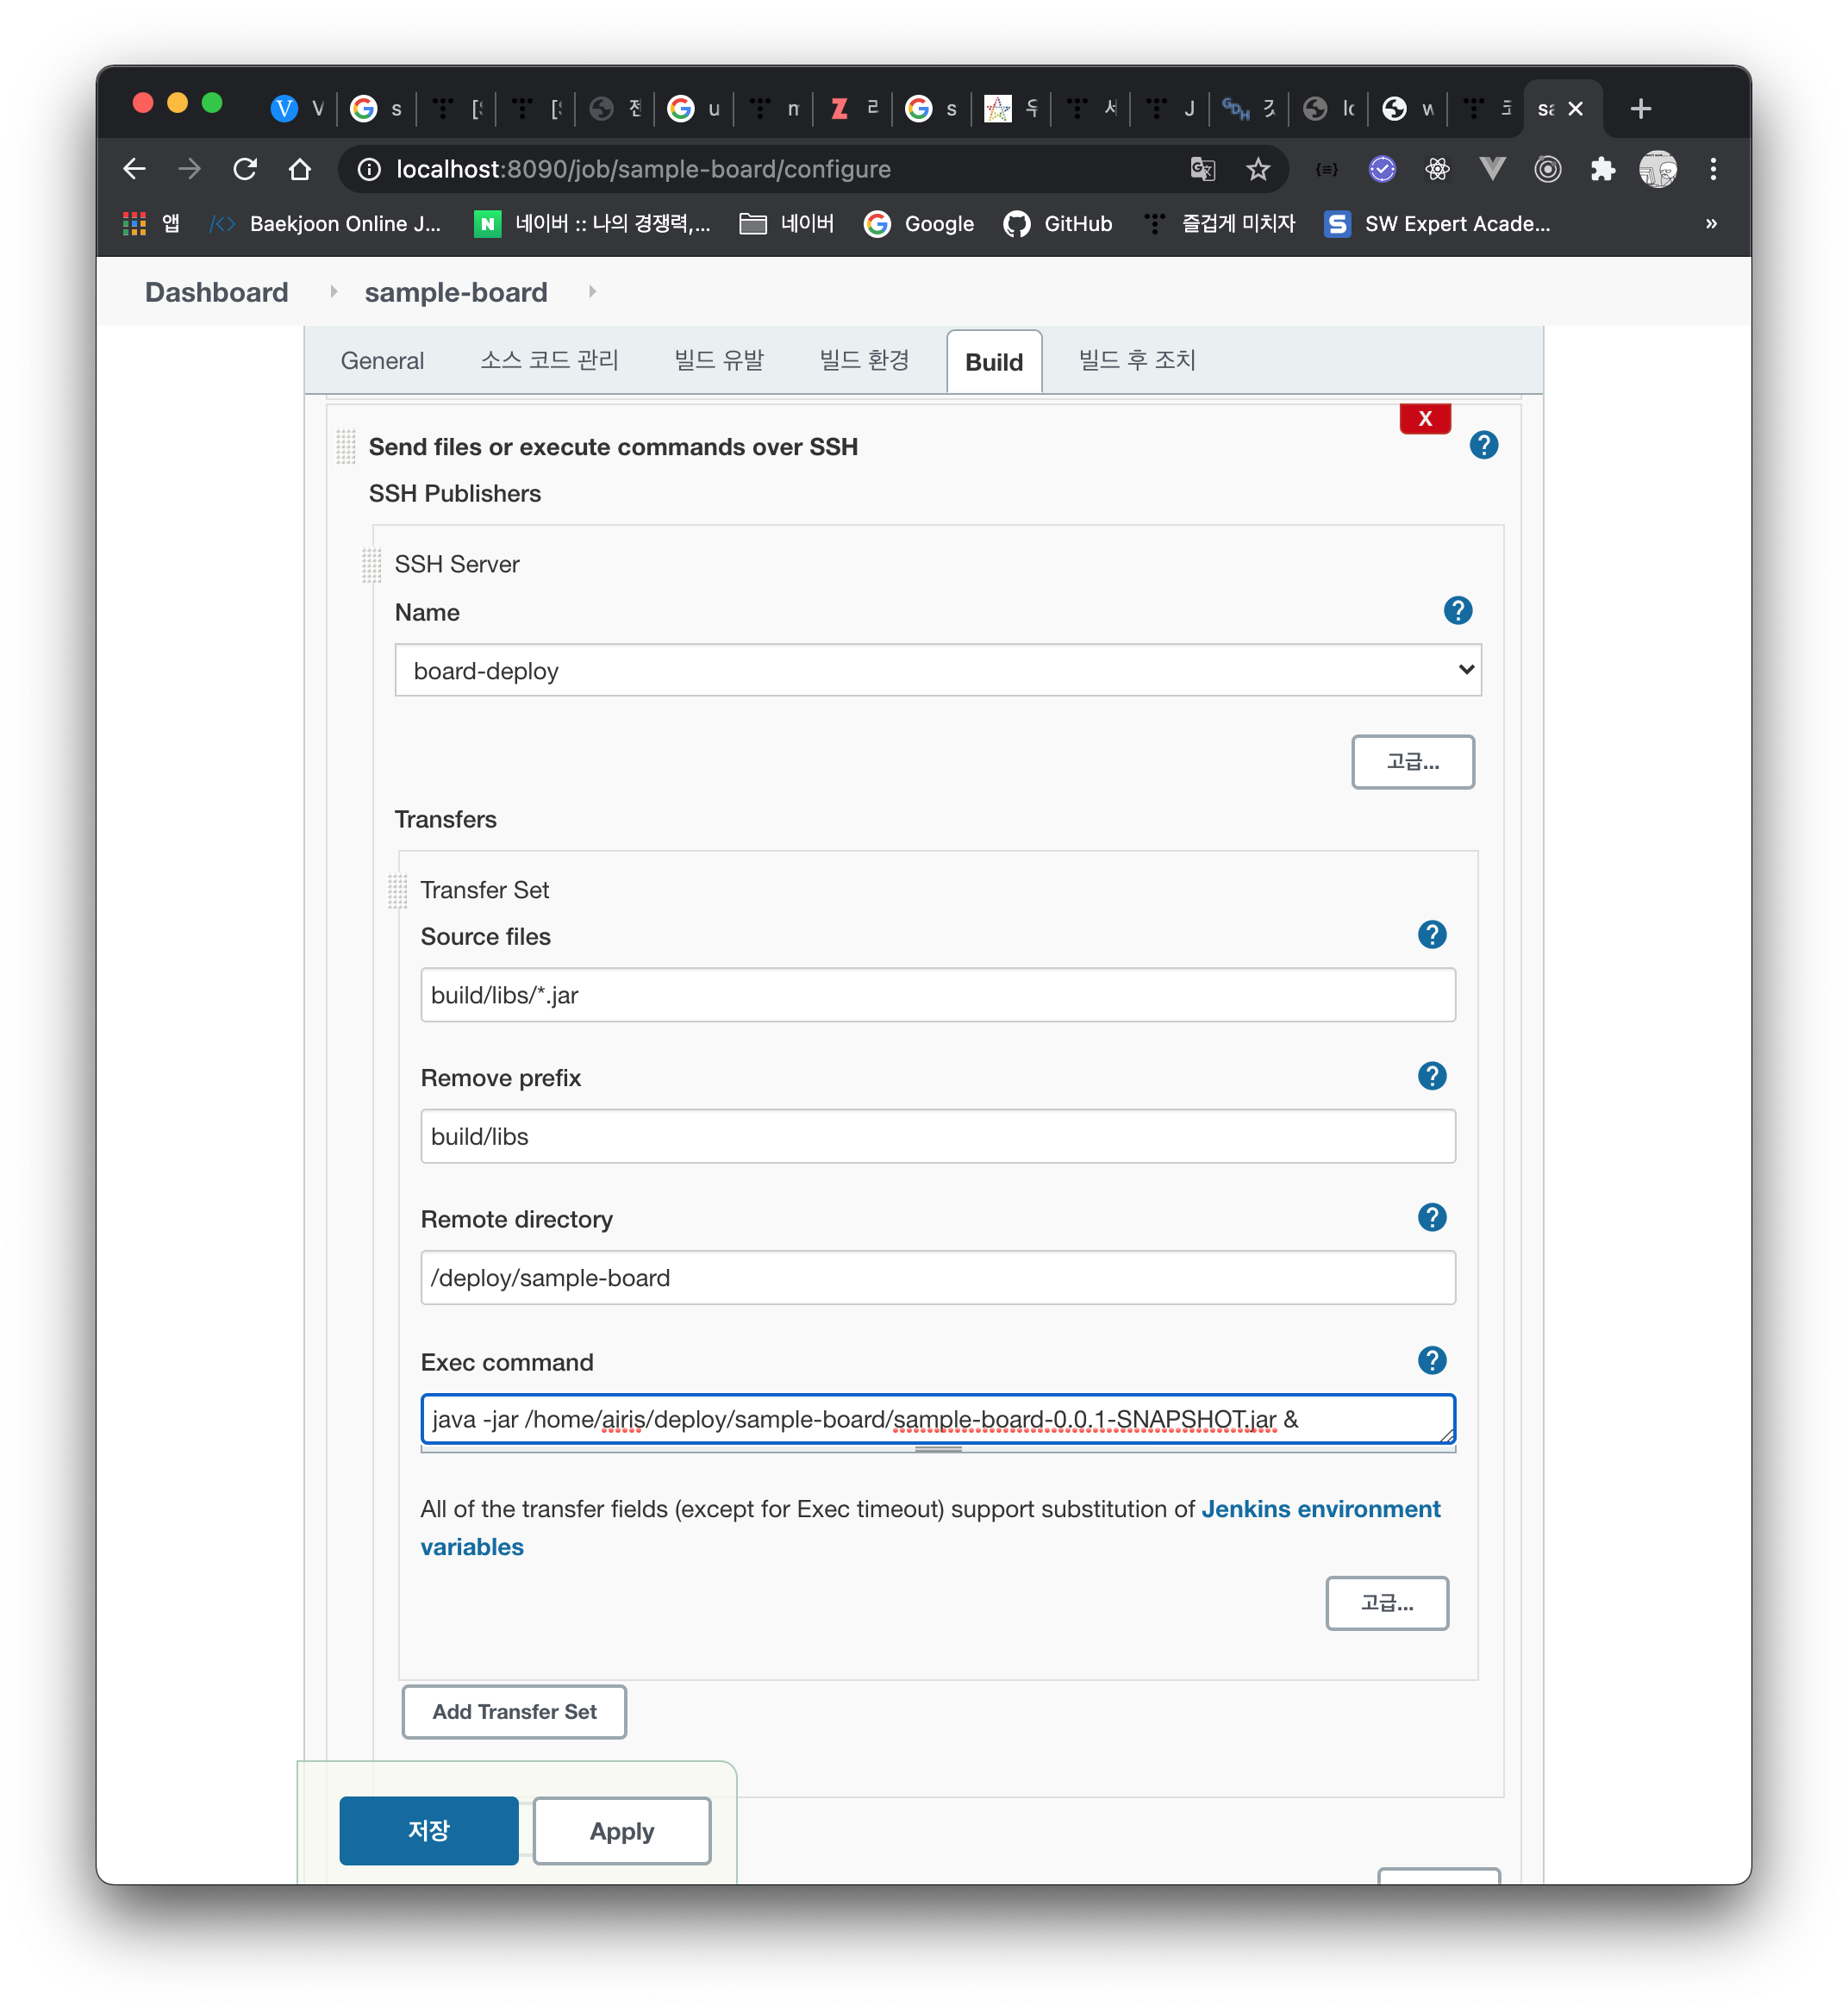 localhost:8090/job/sample-board/configure
앱 Baekjoon Online J... 네이버 :: 나의 경쟁력,... 네이버 Google GitHub 즐겁게 미치자 SW Expert Acade... »
Dashboard sample-board
General 소스 코드 관리 빌드 유발 빌드 환경 Build 빌드 후 조치
X
Send files or execute commands over SSH
SSH Publishers
SSH Server
Name
board-deploy
고급...
Transfers
Transfer Set
Source files
build/libs/*.jar
Remove prefix
build/libs
Remote directory
/deploy/sample-board
Exec command
java -jar /home/airis/deploy/sample-board/sample-board-0.0.1-SNAPSHOT.jar &
All of the transfer fields (except for Exec timeout) support substitution of Jenkins environment
variables
고급...
Add Transfer Set
저장 Apply